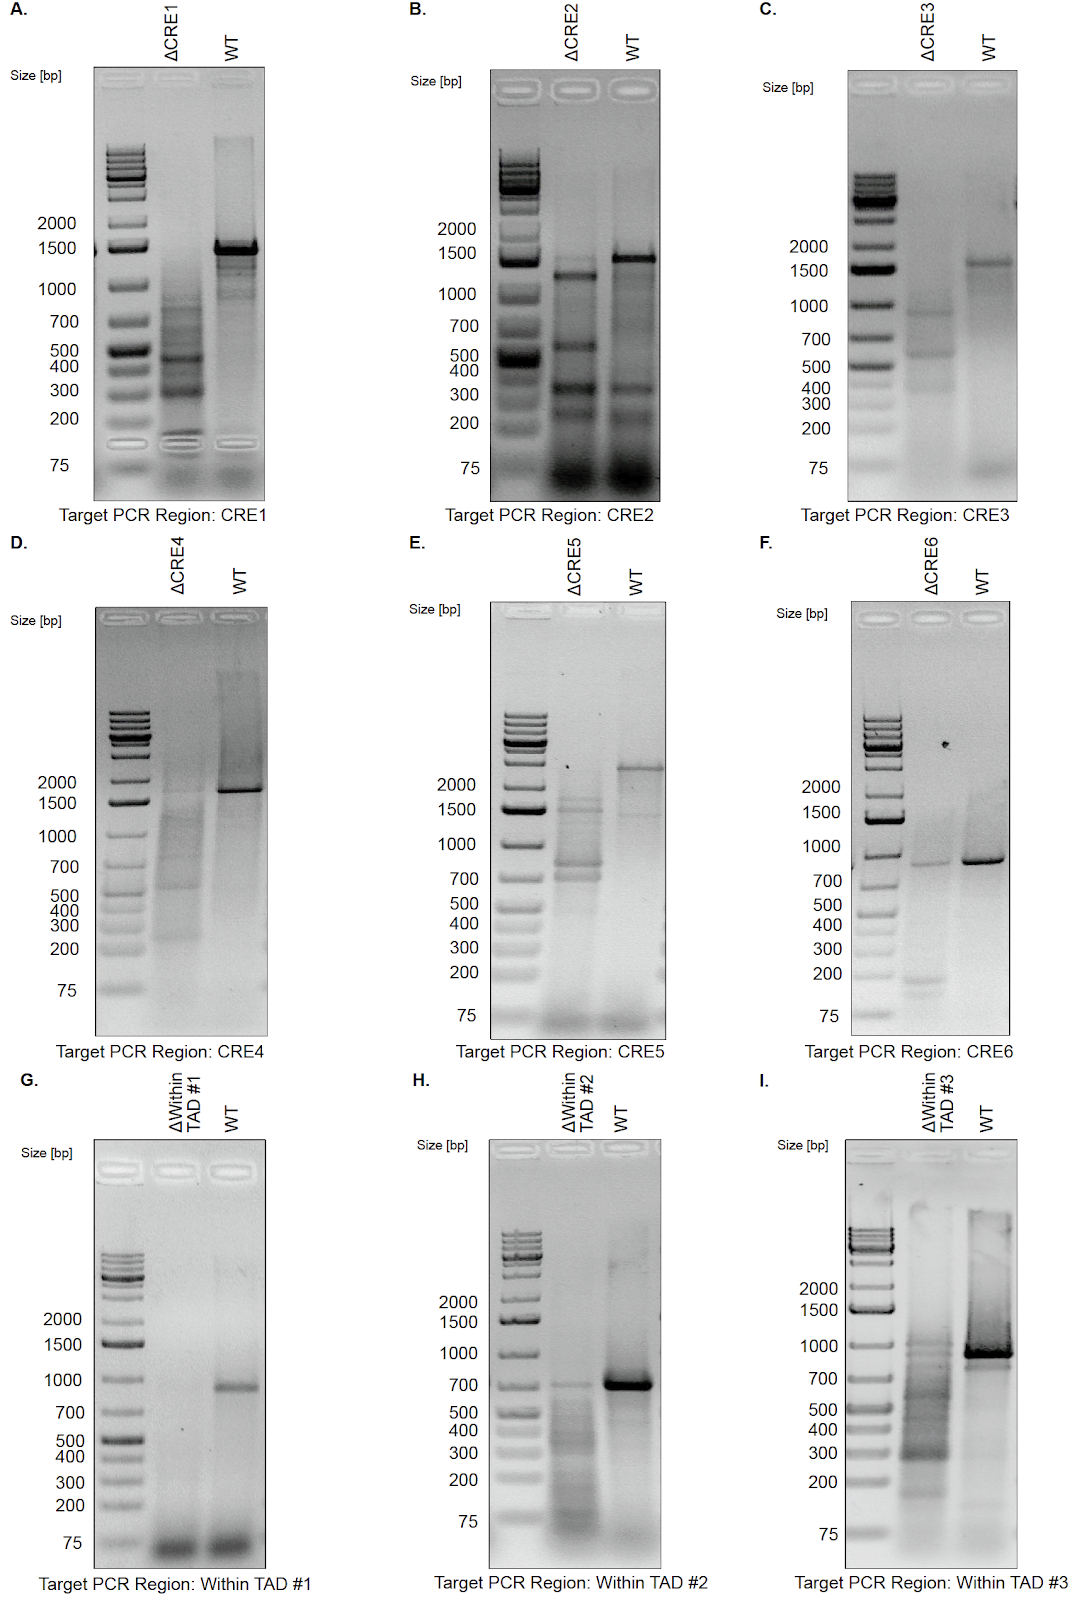 A.
ΔCRE1
WT
Size [bp]
2000
1500
1000
700
500
400
300
200
75
Target PCR Region: CRE1
B.
ΔCRE2
WT
Size [bp]
2000
1500
1000
700
500
400
300
200
75
Target PCR Region: CRE2
C.
ΔCRE3
WT
Size [bp]
2000
1500
1000
700
500
400
300
200
75
Target PCR Region: CRE3
D.
ΔCRE4
WT
Size [bp]
2000
1500
1000
700
500
400
300
200
75
Target PCR Region: CRE4
E.
ΔCRE5
WT
Size [bp]
2000
1500
1000
700
500
400
300
200
75
Target PCR Region: CRE5
F.
ΔCRE6
WT
Size [bp]
2000
1500
1000
700
500
400
300
200
75
Target PCR Region: CRE6
G.
ΔWithin
TAD #1
WT
Size [bp]
2000
1500
1000
700
500
400
300
200
75
Target PCR Region: Within TAD #1
H.
ΔWithin
TAD #2
WT
Size [bp]
2000
1500
1000
700
500
400
300
200
75
Target PCR Region: Within TAD #2
I.
ΔWithin
TAD #3
WT
Size [bp]
2000
1500
1000
700
500
400
300
200
75
Target PCR Region: Within TAD #3